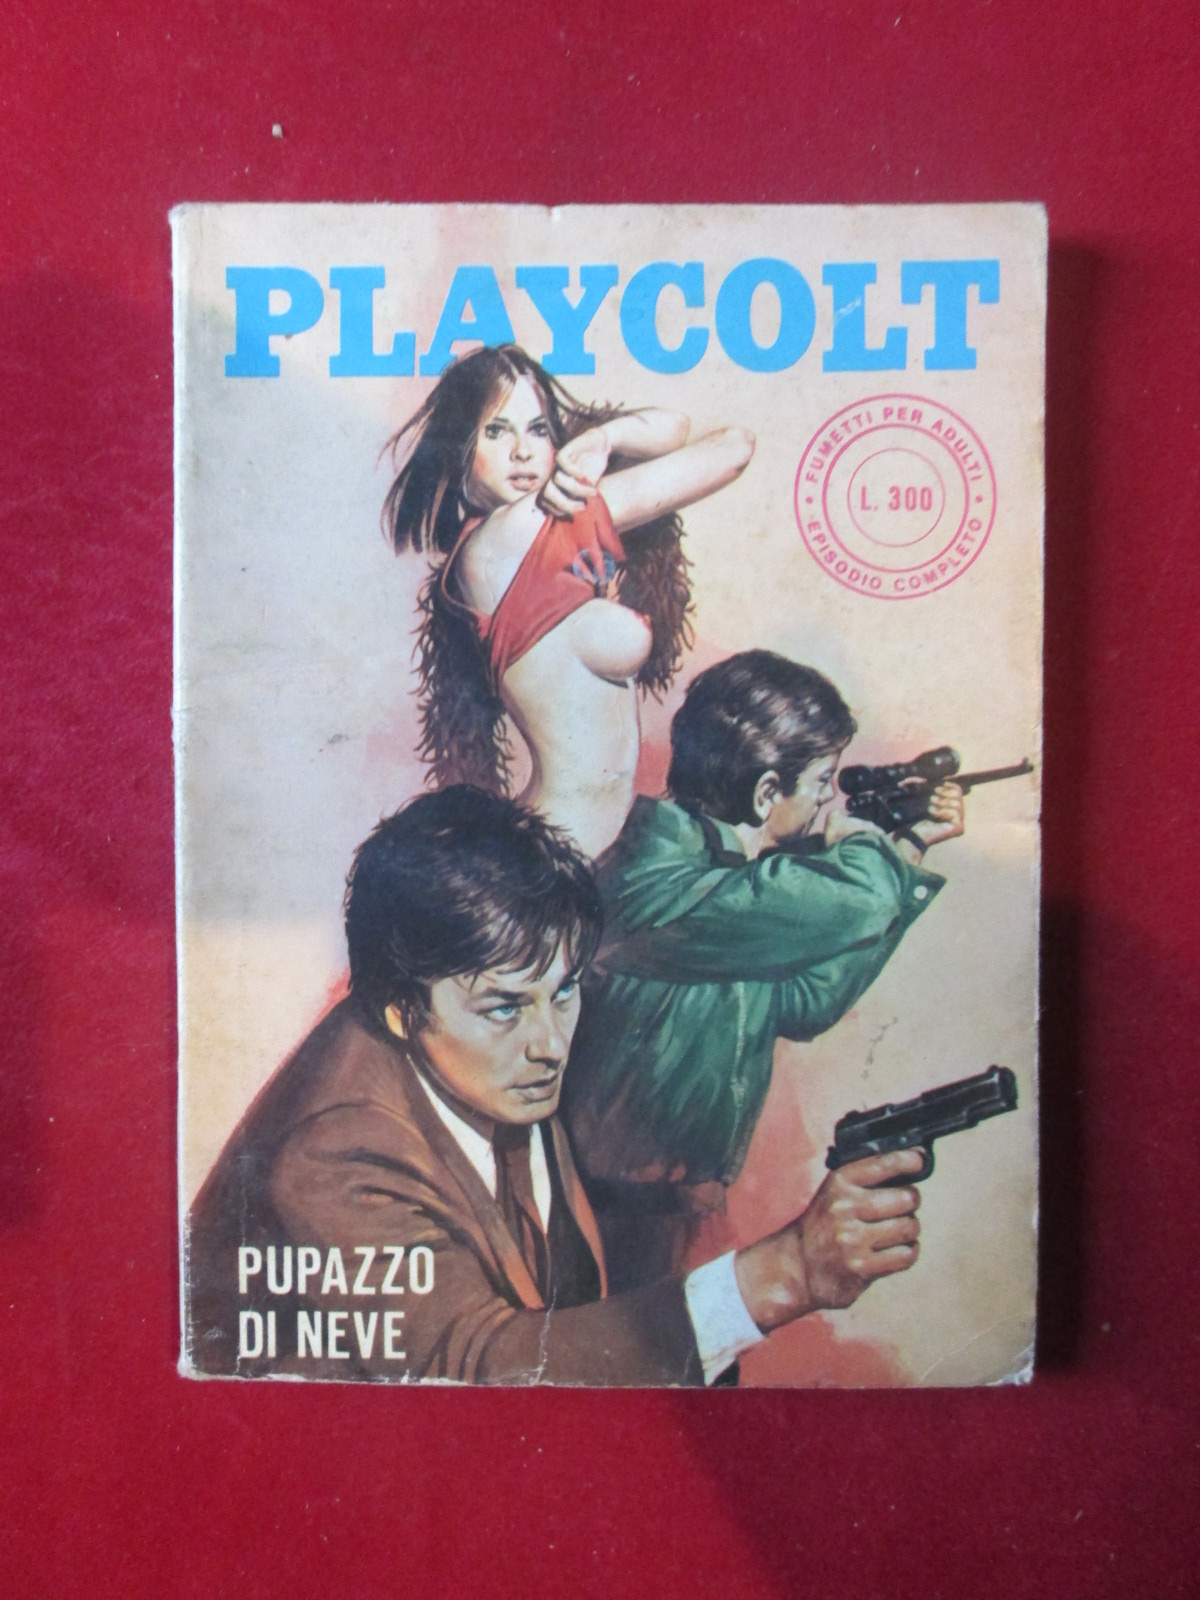 PLAYCOLT
FUMETTI PER ADULTI
L. 300
EPISODIO COMPLETO
PUPAZZO
DI NEVE